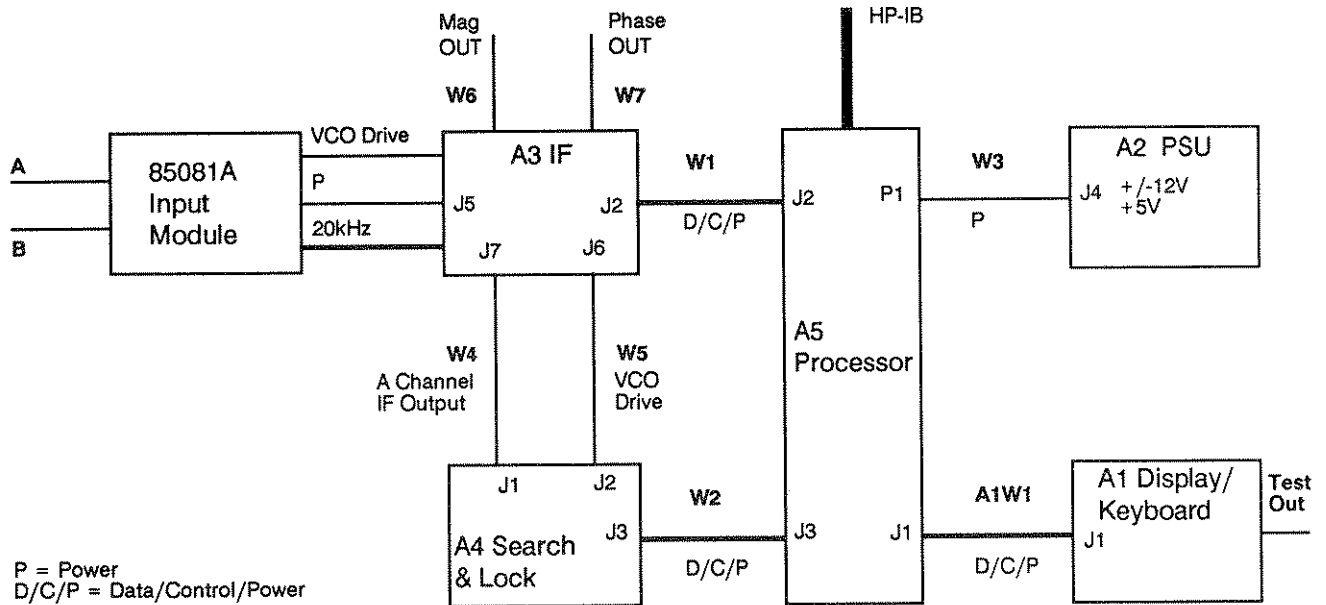 Mag
OUT
Phase
OUT
HP-IB
W6
W7
A
B
85081A
Input
Module
VCO Drive
P
20kHz
A3 IF
J5
J2
J7
J6
W1
D/C/P
J2
P1
W3
P
A2 PSU
J4
+/-12V
+5V
A5
Processor
W4
A Channel
IF Output
W5
VCO
Drive
J1
J2
J3
A4 Search
& Lock
W2
D/C/P
J3
J1
A1W1
D/C/P
A1 Display/
Keyboard
J1
Test
Out
P = Power
D/C/P = Data/Control/Power